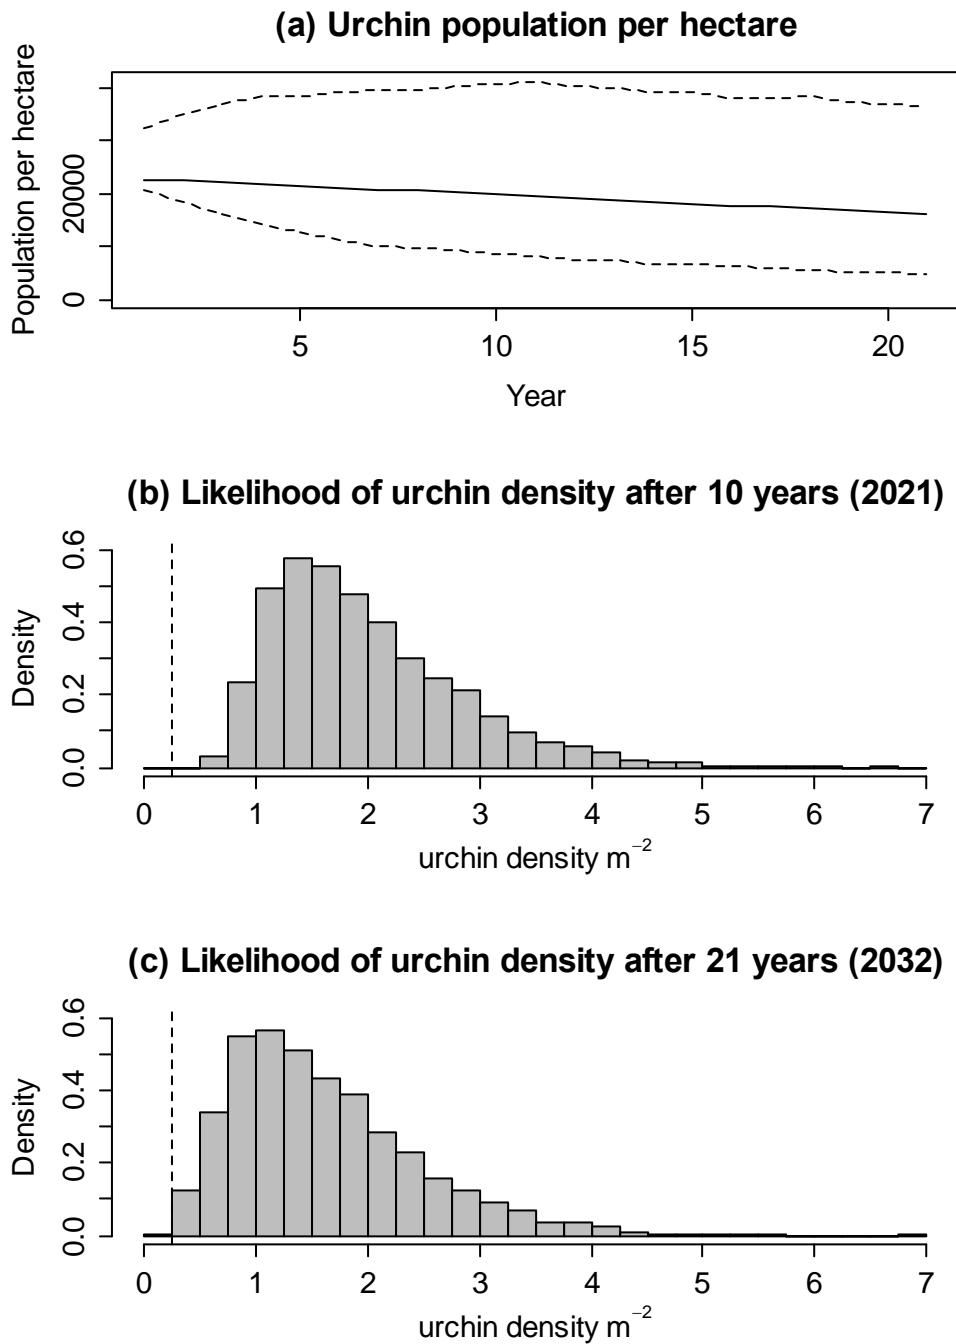 (a) Urchin population per hectare
Population per hectare
20000
0
5 10 15 20
Year
(b) Likelihood of urchin density after 10 years (2021)
Density
0.6
0.4
0.2
0.0
0 1 2 3 4 5 6 7
urchin density m⁻²
(c) Likelihood of urchin density after 21 years (2032)
Density
0.6
0.4
0.2
0.0
0 1 2 3 4 5 6 7
urchin density m⁻²